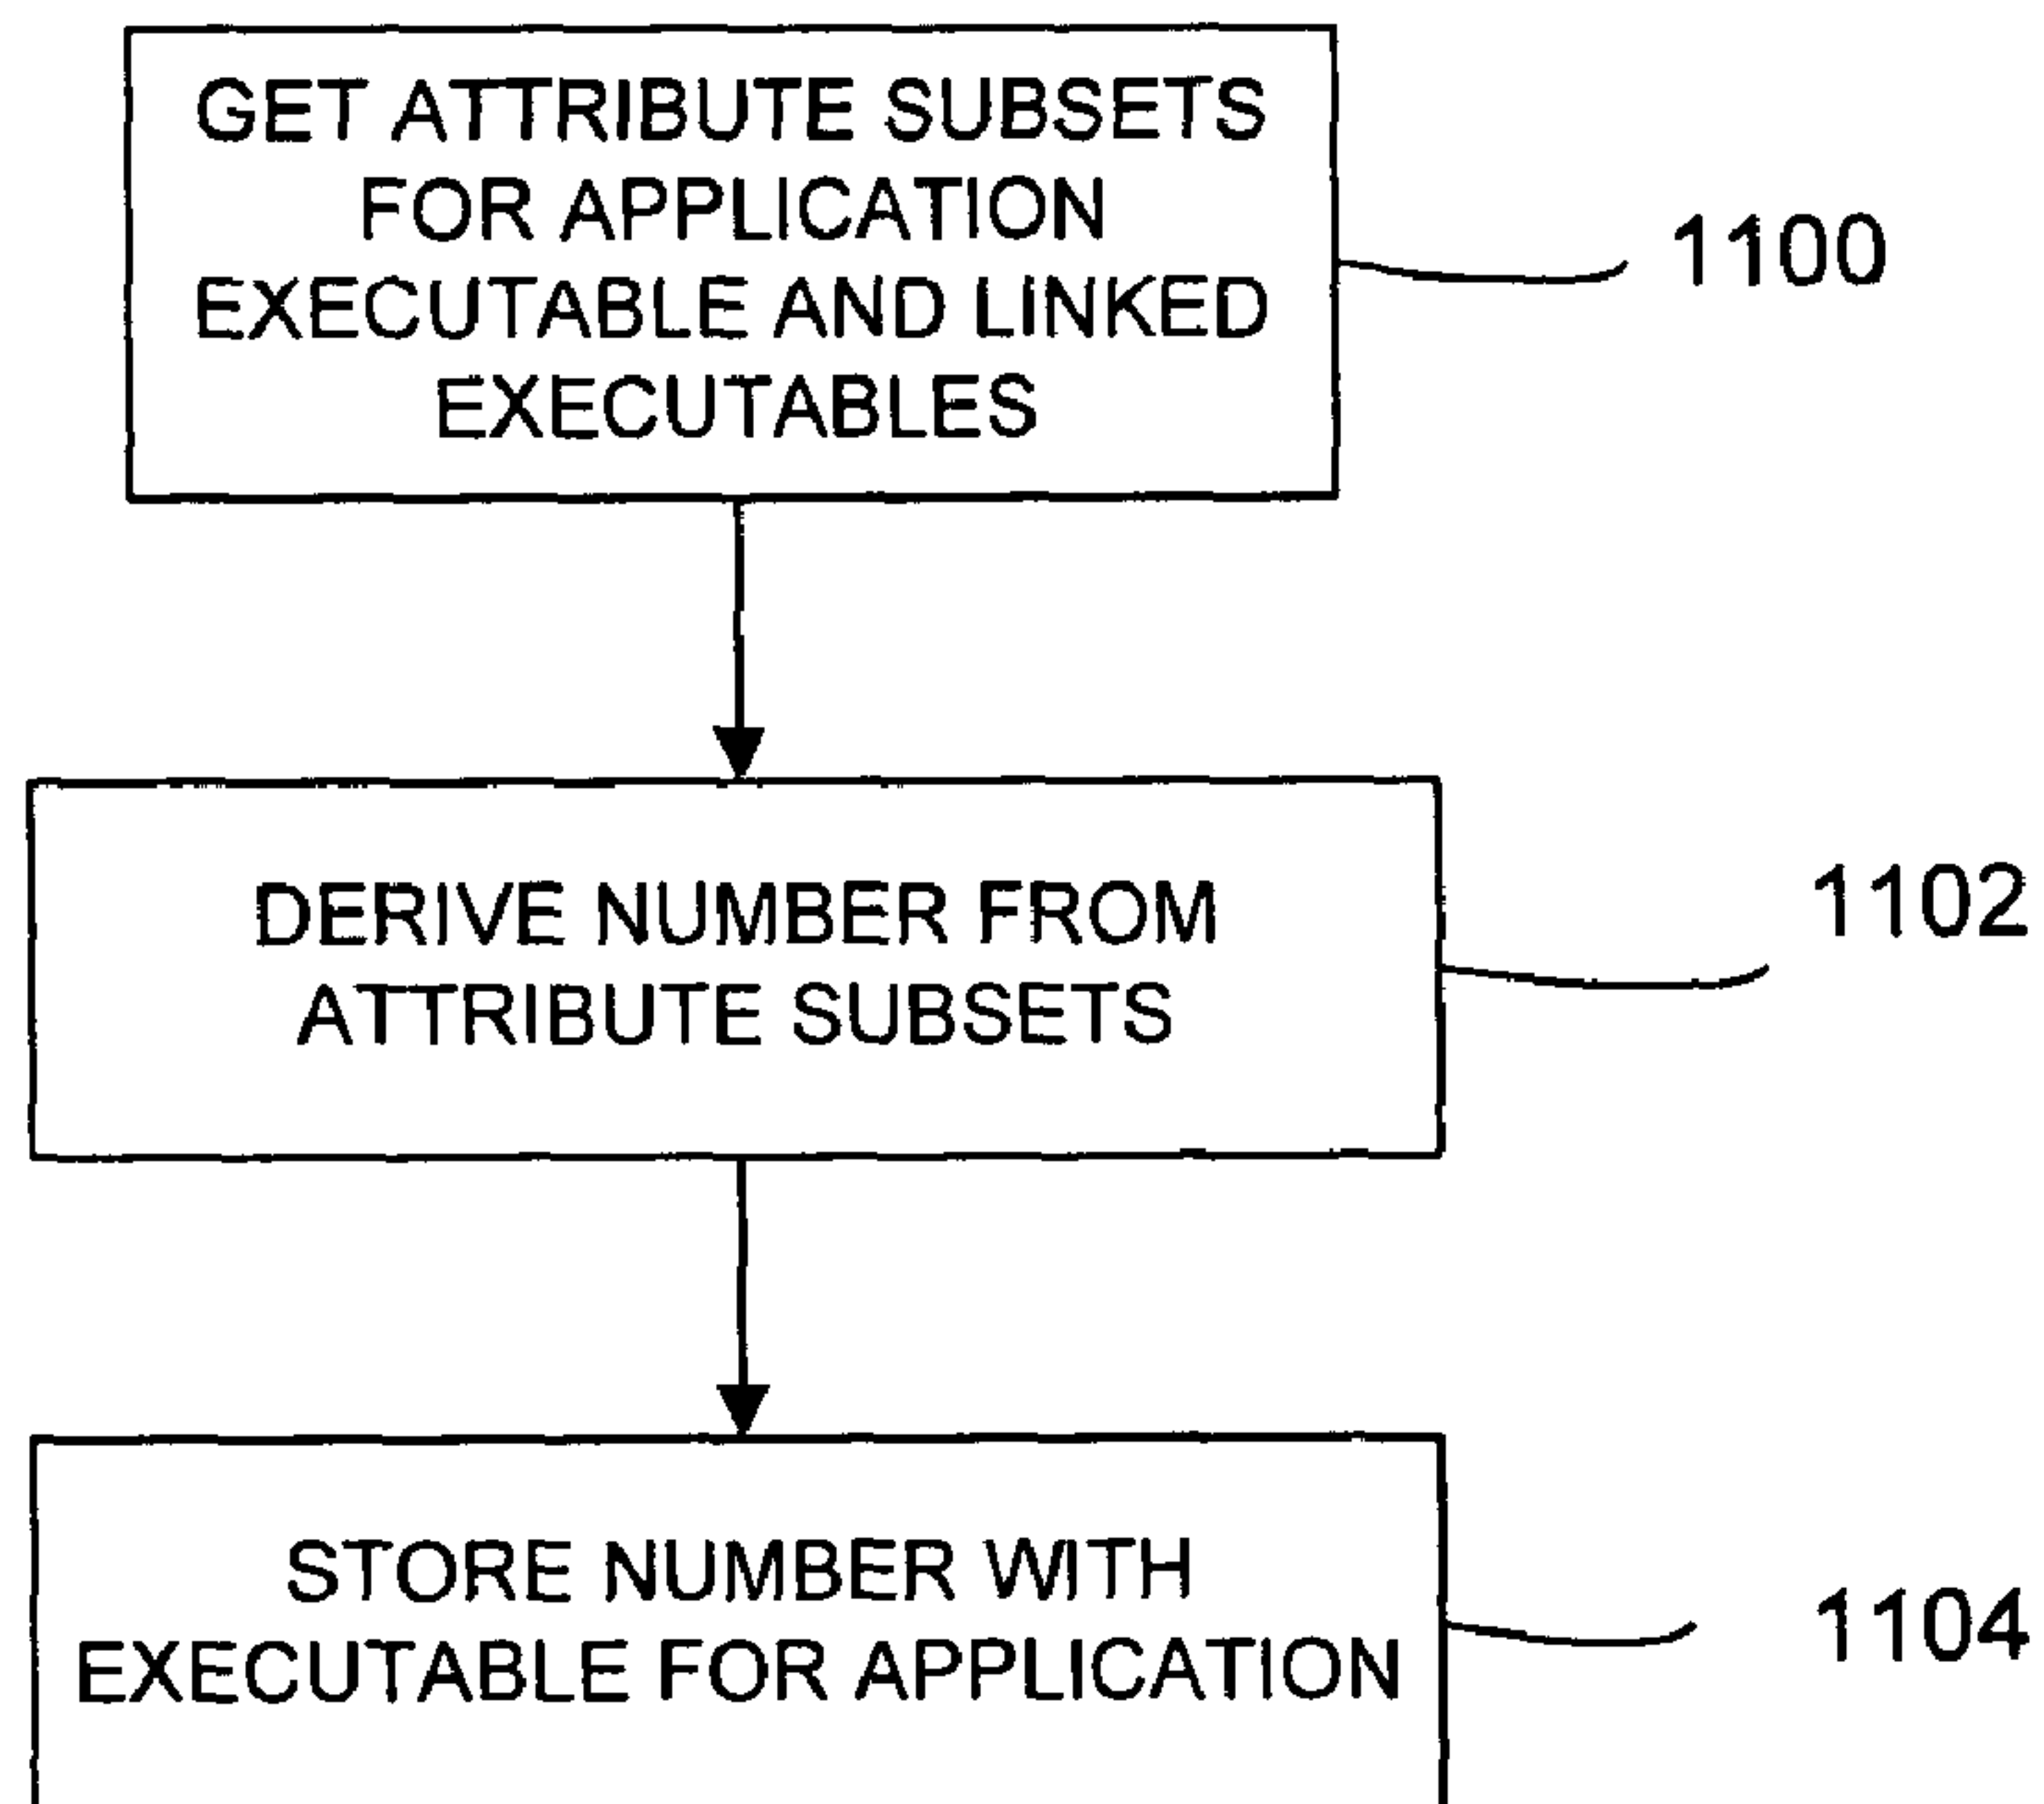 GET ATTRIBUTE SUBSETS
FOR APPLICATION
EXECUTABLE AND LINKED
EXECUTABLES
1100
DERIVE NUMBER FROM
ATTRIBUTE SUBSETS
1102
STORE NUMBER WITH
EXECUTABLE FOR APPLICATION
1104